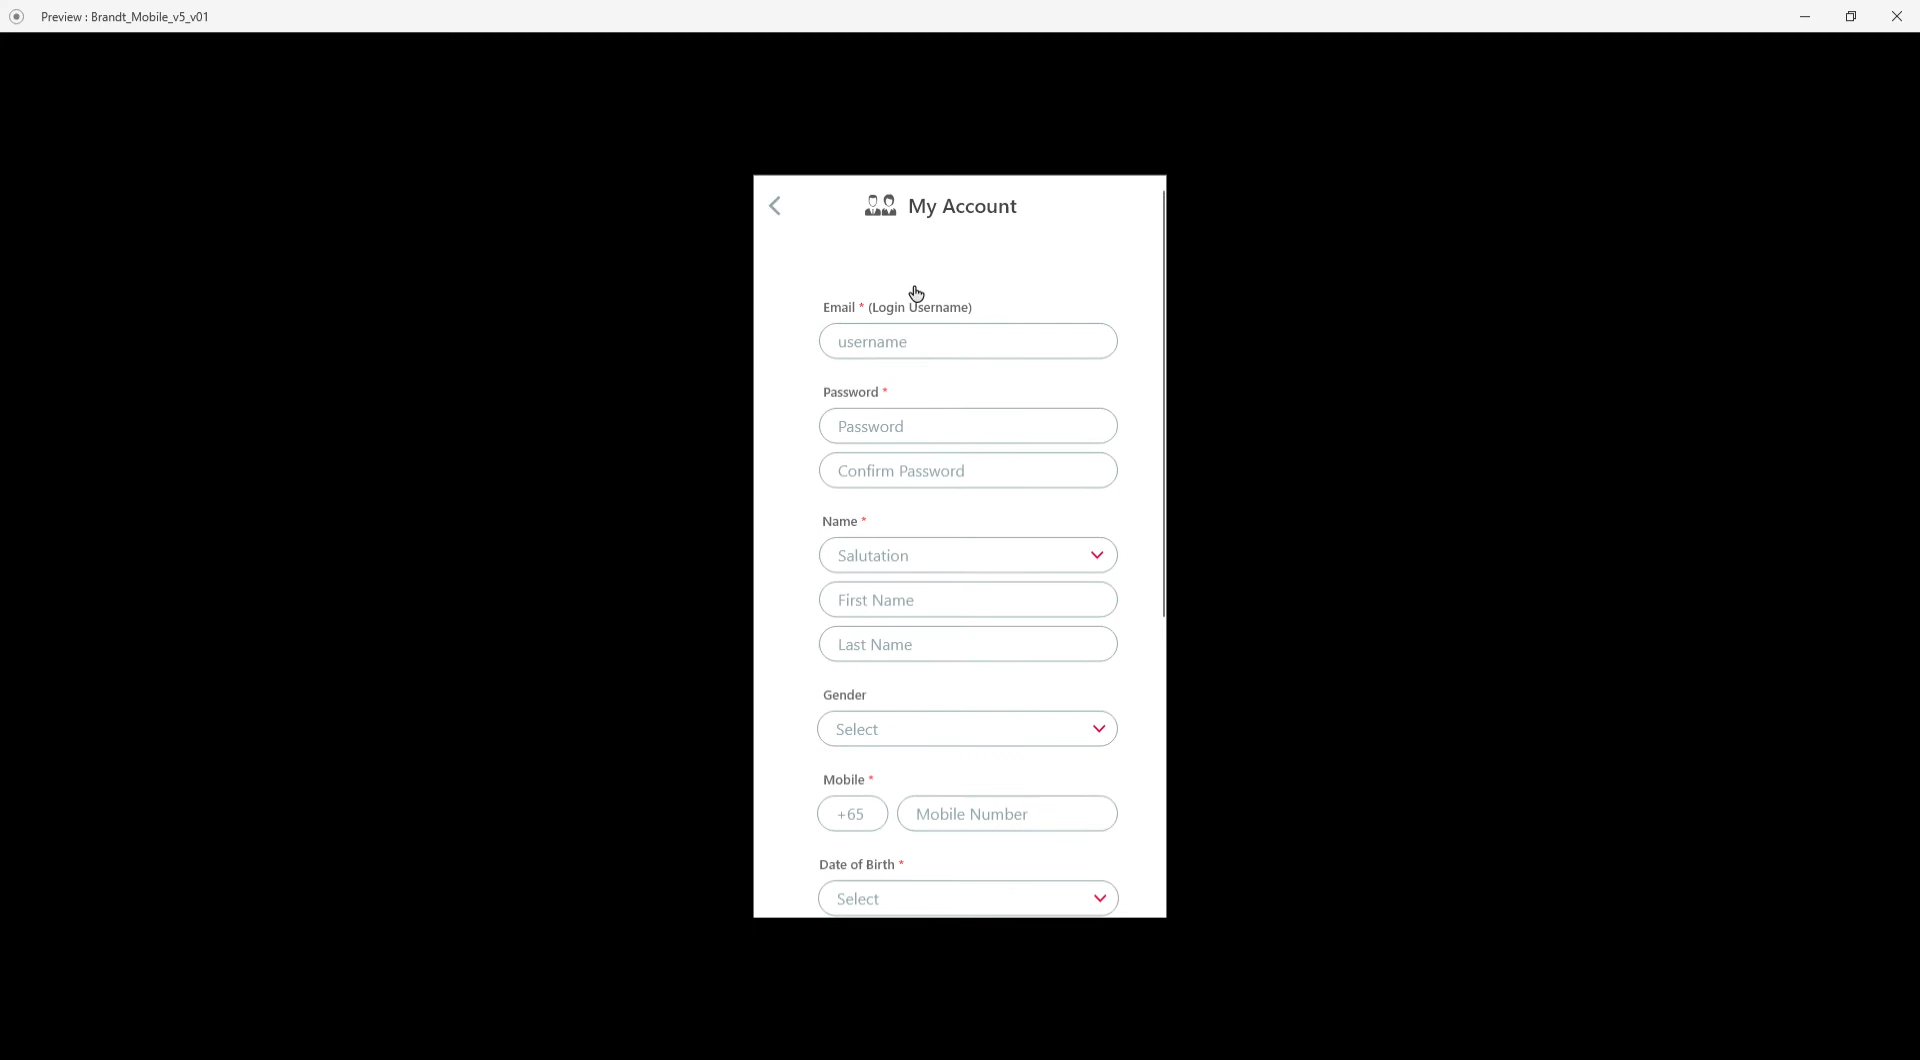 Preview : Brandt_Mobile_v5_v01
My Account
Email * (Login Username)
username
Password *
Password
Confirm Password
Name *
Salutation
First Name
Last Name
Gender
Select
Mobile *
+65 Mobile Number
Date of Birth *
Select